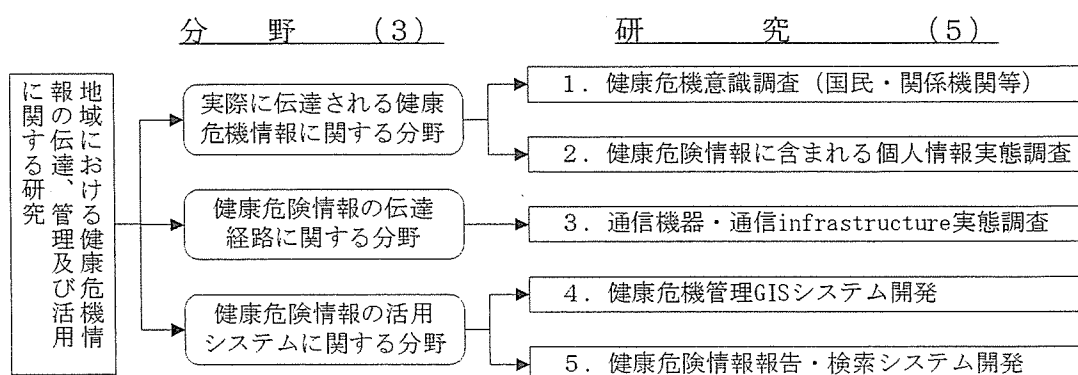 分　野　(3)
研　究　(5)
地域における健康危機情
報の伝達、管理及び活用
に関する研究
実際に伝達される健康
危機情報に関する分野
1. 健康危機意識調査（国民・関係機関等）
2. 健康危険情報に含まれる個人情報実態調査
健康危険情報の伝達
経路に関する分野
3. 通信機器・通信infrastructure実態調査
健康危険情報の活用
システムに関する分野
4. 健康危機管理GISシステム開発
5. 健康危険情報報告・検索システム開発